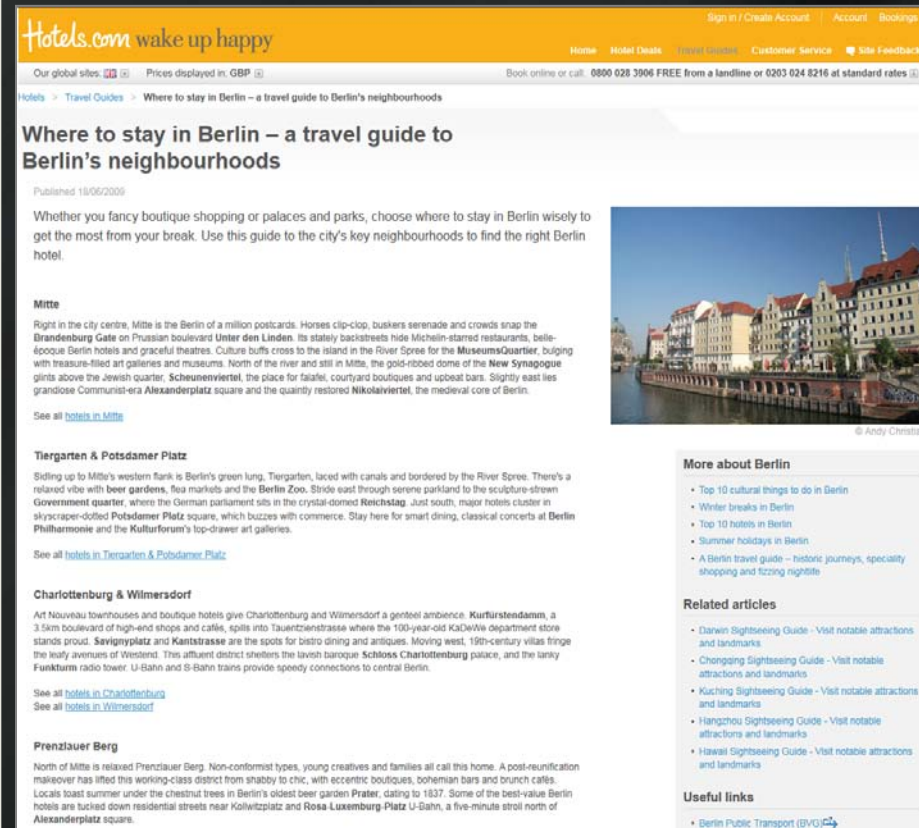 Sign in / Create Account Account Bookings
Hotels.com wake up happy
Home Hotel Deals Travel Guides Customer Service Site Feedback
Our global sites: Prices displayed in: GBP Book online or call: 0800 028 3906 FREE from a landline or 0203 024 8216 at standard rates
Hotels > Travel Guides > Where to stay in Berlin – a travel guide to Berlin's neighbourhoods
Where to stay in Berlin – a travel guide to
Berlin's neighbourhoods
Published 18/06/2009
Whether you fancy boutique shopping or palaces and parks, choose where to stay in Berlin wisely to
get the most from your break. Use this guide to the city's key neighbourhoods to find the right Berlin
hotel.
Mitte
Right in the city centre, Mitte is the Berlin of a million postcards. Horses clip-clop, buskers serenade and crowds snap the
Brandenburg Gate on Prussian boulevard Unter den Linden. Its stately backstreets hide Michelin-starred restaurants, belle-
époque Berlin hotels and graceful theatres. Culture buffs cross to the island in the River Spree for the MuseumsQuartier, bulging
with treasure-filled art galleries and museums. North of the river and still in Mitte, the gold-ribbed dome of the New Synagogue
glints above the Jewish quarter, Scheunenviertel, the place for falafel, courtyard boutiques and upbeat bars. Slightly east lies
grandiose Communist-era Alexanderplatz square and the quaintly restored Nikolaiviertel, the medieval core of Berlin.
See all hotels in Mitte
Tiergarten & Potsdamer Platz
Sidling up to Mitte's western flank is Berlin's green lung, Tiergarten, laced with canals and bordered by the River Spree. There's a
relaxed vibe with beer gardens, flea markets and the Berlin Zoo. Stride east through serene parkland to the sculpture-strewn
Government quarter, where the German parliament sits in the crystal-domed Reichstag. Just south, major hotels cluster in
skyscraper-dotted Potsdamer Platz square, which buzzes with commerce. Stay here for smart dining, classical concerts at Berlin
Philharmonie and the Kulturforum's top-drawer art galleries.
See all hotels in Tiergarten & Potsdamer Platz
Charlottenburg & Wilmersdorf
Art Nouveau townhouses and boutique hotels give Charlottenburg and Wilmersdorf a genteel ambience. Kurfürstendamm, a
3.5km boulevard of high-end shops and cafés, spills into Tauentzienstrasse where the 100-year-old KaDeWe department store
stands proud. Savignyplatz and Kantstrasse are the spots for bistro dining and antiques. Moving west, 19th-century villas fringe
the leafy avenues of Westend. This affluent district shelters the lavish baroque Schloss Charlottenburg palace, and the lanky
Funkturm radio tower. U-Bahn and S-Bahn trains provide speedy connections to central Berlin.
See all hotels in Charlottenburg
See all hotels in Wilmersdorf
Prenzlauer Berg
North of Mitte is relaxed Prenzlauer Berg. Non-conformist types, young creatives and families all call this home. A post-reunification
makeover has lifted this working-class district from shabby to chic, with eccentric boutiques, bohemian bars and brunch cafés.
Locals toast summer under the chestnut trees in Berlin's oldest beer garden Prater, dating to 1837. Some of the best-value Berlin
hotels are tucked down residential streets near Kollwitzplatz and Rosa-Luxemburg-Platz U-Bahn, a five-minute stroll north of
Alexanderplatz square.
© Andy Christia
More about Berlin
• Top 10 cultural things to do in Berlin
• Winter breaks in Berlin
• Top 10 hotels in Berlin
• Summer holidays in Berlin
• A Berlin travel guide – historic journeys, speciality
shopping and fizzing nightlife
Related articles
• Darwin Sightseeing Guide - Visit notable attractions
and landmarks
• Chongqing Sightseeing Guide - Visit notable
attractions and landmarks
• Kuching Sightseeing Guide - Visit notable attractions
and landmarks
• Hangzhou Sightseeing Guide - Visit notable
attractions and landmarks
• Hawaii Sightseeing Guide - Visit notable attractions
and landmarks
Useful links
• Berlin Public Transport (BVG)